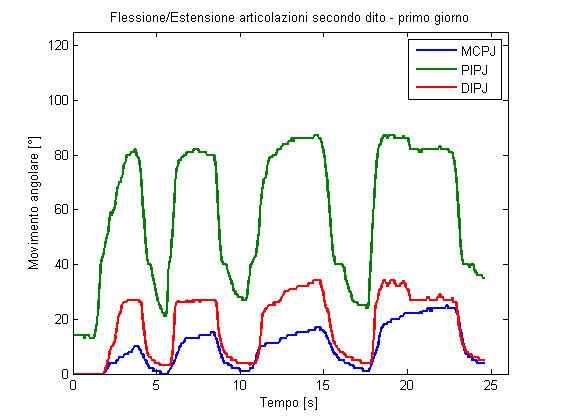 Flessione/Estensione articolazioni secondo dito - primo giorno
120
100
80
60
40
20
0
Movimento angolare [°]
MCPJ
PIPJ
DIPJ
0 5 10 15 20 25
Tempo [s]